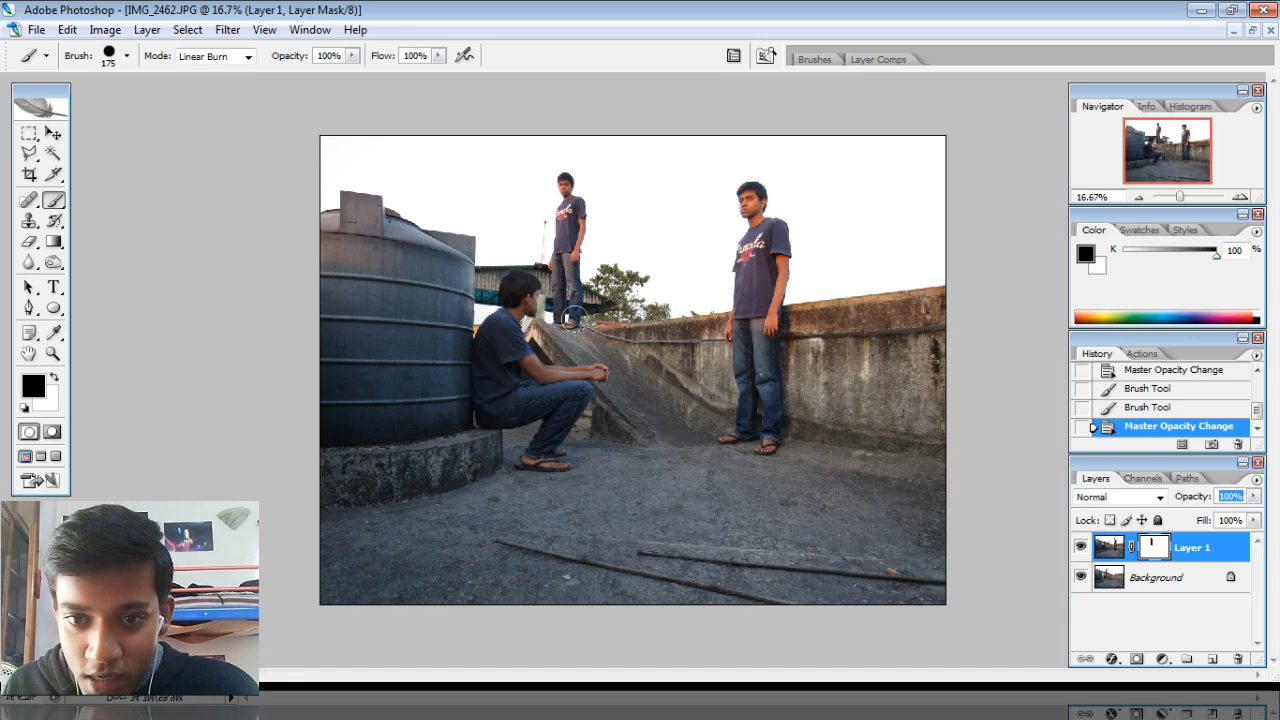 Adobe Photoshop - [IMG_2462.JPG @ 16.7% (Layer 1, Layer Mask/8)]
File Edit Image Layer Select Filter View Window Help
Brush: 175 Mode: Linear Burn Opacity: 100% Flow: 100% Brushes Layer Comps
Navigator Info Histogram
16.67%
Color Swatches Styles
K 100 %
History Actions
Master Opacity Change
Brush Tool
Brush Tool
Master Opacity Change
Layers Channels Paths
Normal Opacity: 100%
Lock: Fill: 100%
Layer 1
Background